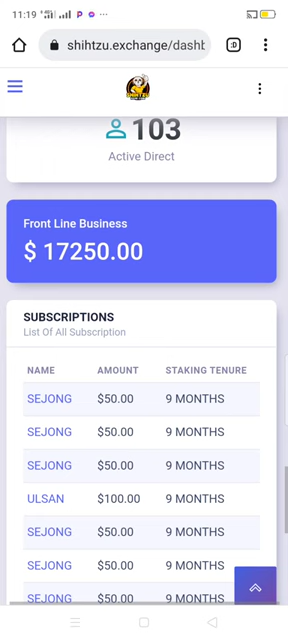 11:19
shihtzu.exchange/dashb
:D
SHIHTZU
103
Active Direct
Front Line Business
$ 17250.00
SUBSCRIPTIONS
List Of All Subscription
NAME AMOUNT STAKING TENURE
SEJONG $50.00 9 MONTHS
SEJONG $50.00 9 MONTHS
SEJONG $50.00 9 MONTHS
ULSAN $100.00 9 MONTHS
SEJONG $50.00 9 MONTHS
SEJONG $50.00 9 MONTHS
SEJONG $50.00 9 MONTHS